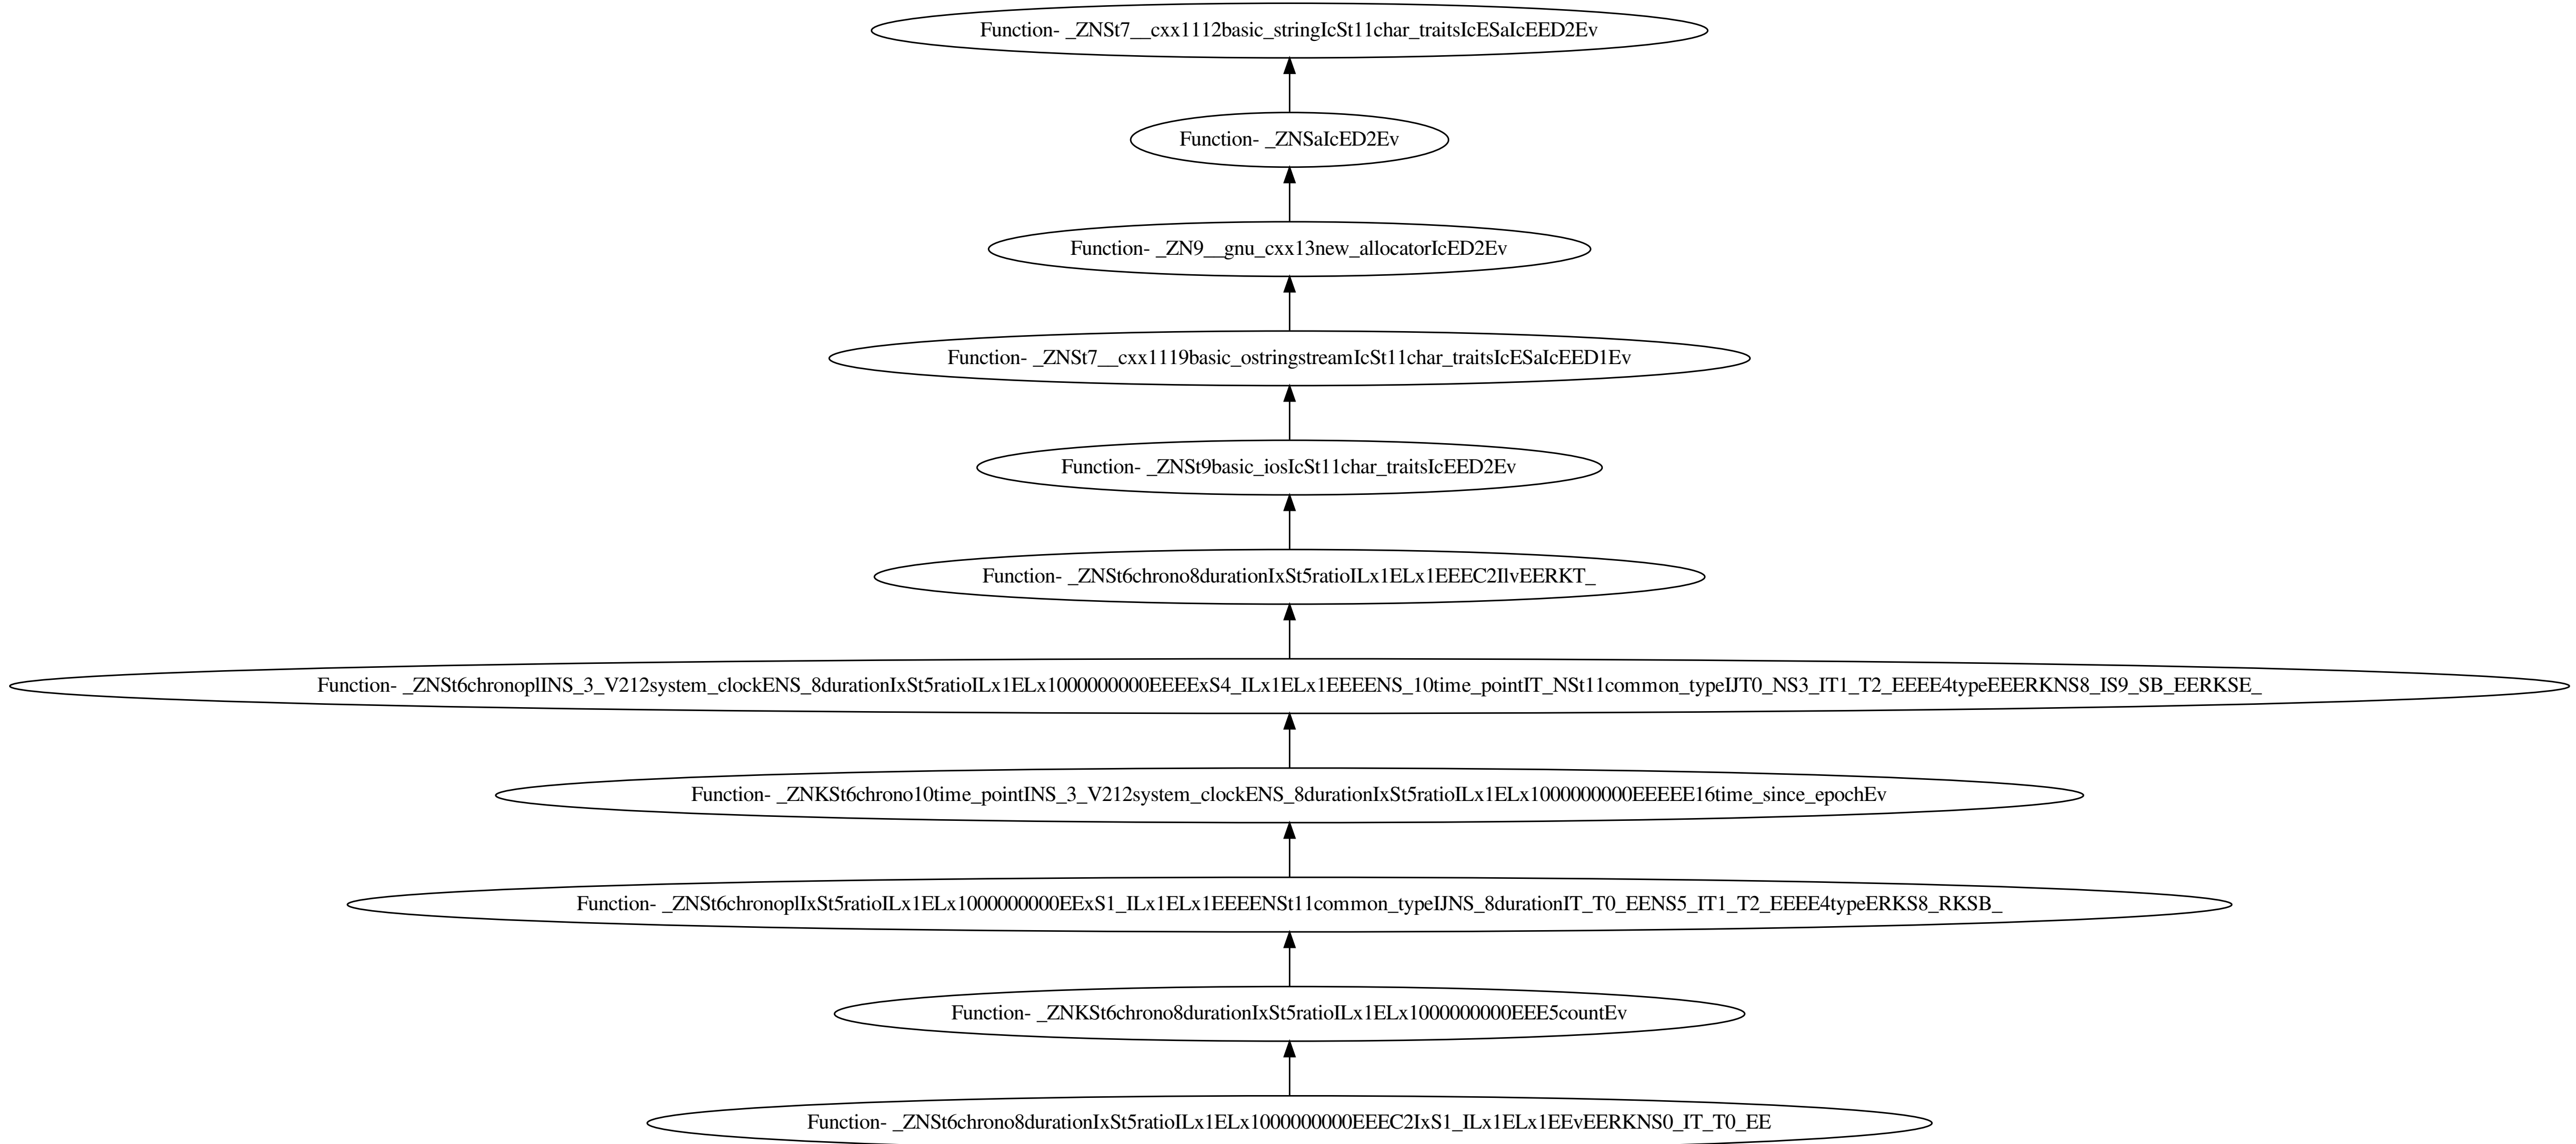 Function- _ZNSt7__cxx1112basic_stringIcSt11char_traitsIcESaIcEED2Ev
Function- _ZNSaIcED2Ev
Function- _ZN9__gnu_cxx13new_allocatorIcED2Ev
Function- _ZNSt7__cxx1119basic_ostringstreamIcSt11char_traitsIcESaIcEED1Ev
Function- _ZNSt9basic_iosIcSt11char_traitsIcEED2Ev
Function- _ZNSt6chrono8durationIxSt5ratioILx1ELx1EEEC2IlvEERKT_
Function- _ZNSt6chronoplINS_3_V212system_clockENS_8durationIxSt5ratioILx1ELx1000000000EEEExS4_ILx1ELx1EEEENS_10time_pointIT_NSt11common_typeIJT0_NS3_IT1_T2_EEEE4typeEEERKNS8_IS9_SB_EERKSE_
Function- _ZNKSt6chrono10time_pointINS_3_V212system_clockENS_8durationIxSt5ratioILx1ELx1000000000EEEEE16time_since_epochEv
Function- _ZNSt6chronoplIxSt5ratioILx1ELx1000000000EExS1_ILx1ELx1EEEENSt11common_typeIJNS_8durationIT_T0_EENS5_IT1_T2_EEEE4typeERKS8_RKSB_
Function- _ZNKSt6chrono8durationIxSt5ratioILx1ELx1000000000EEE5countEv
Function- _ZNSt6chrono8durationIxSt5ratioILx1ELx1000000000EEEC2IxS1_ILx1ELx1EEvEERKNS0_IT_T0_EE